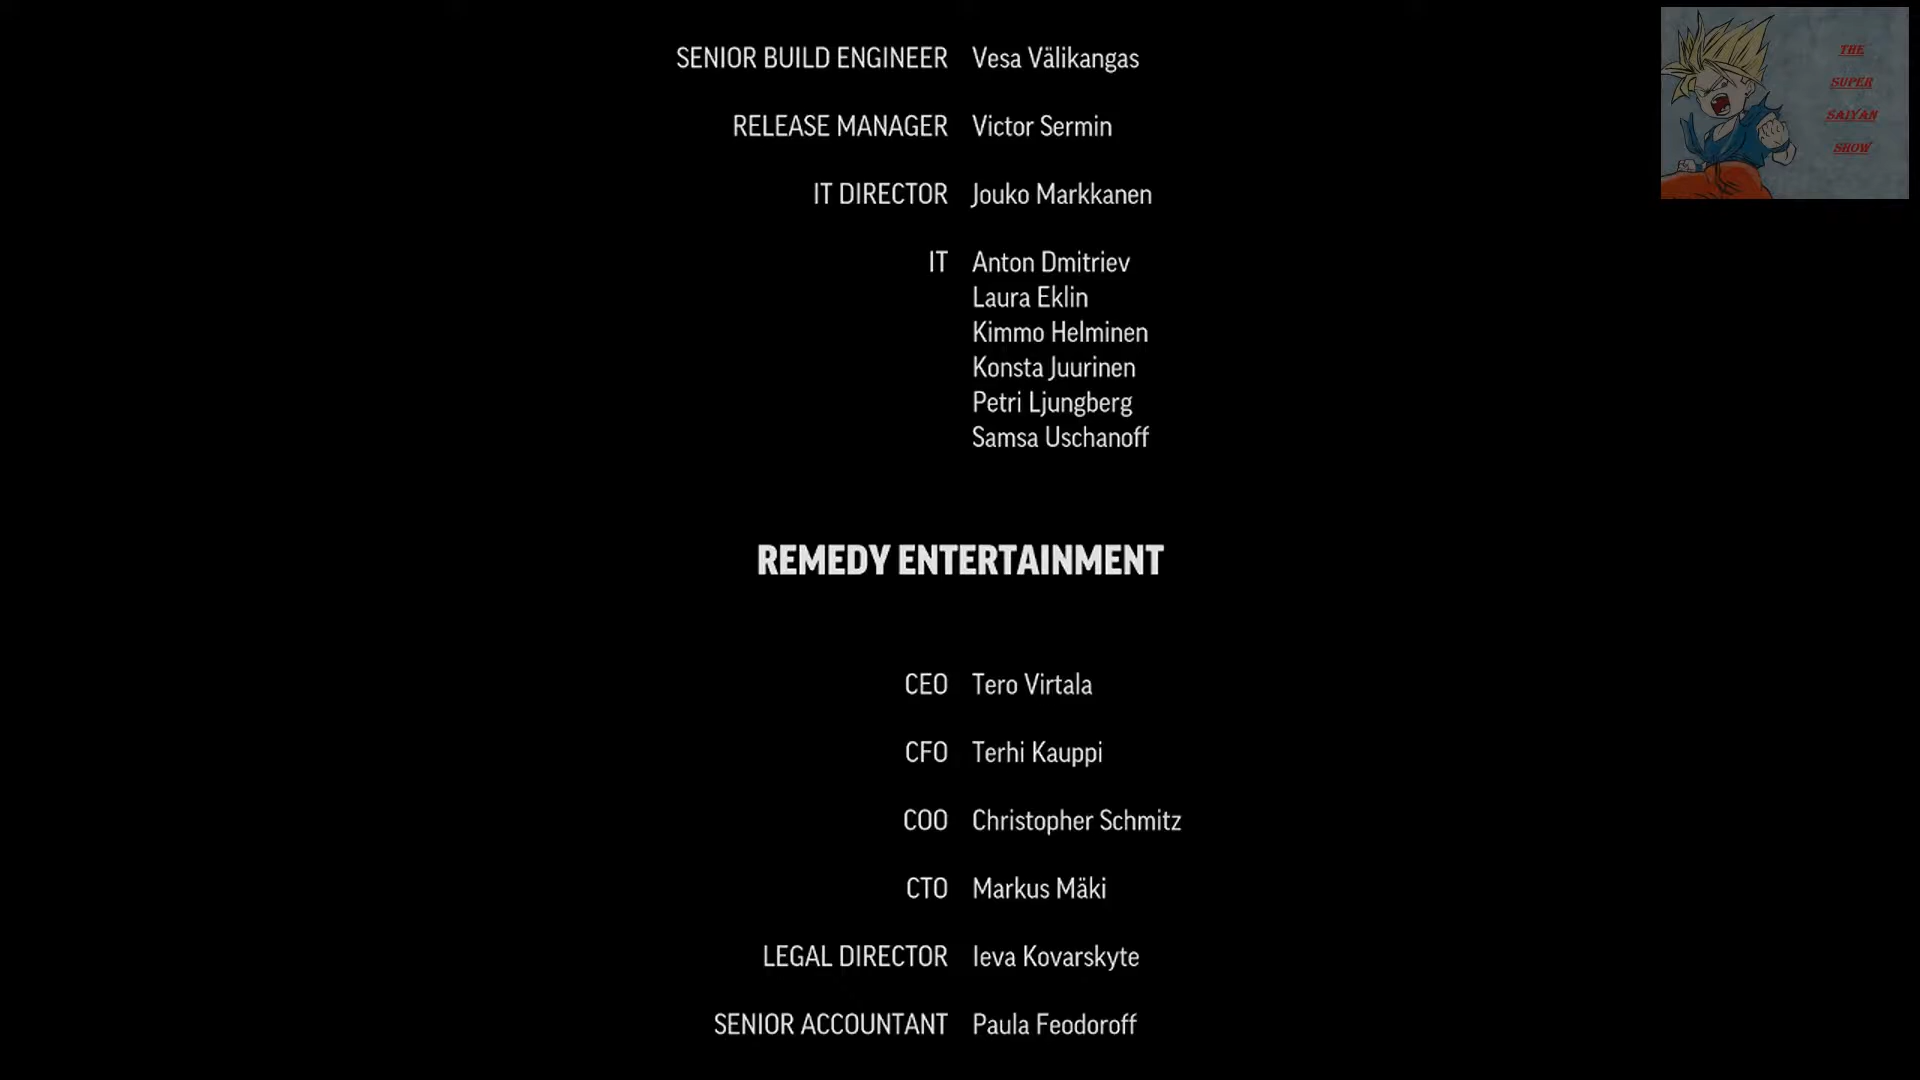 SENIOR BUILD ENGINEER Vesa Välikangas
RELEASE MANAGER Victor Sermin
IT DIRECTOR Jouko Markkanen
IT Anton Dmitriev
Laura Eklin
Kimmo Helminen
Konsta Juurinen
Petri Ljungberg
Samsa Uschanoff
REMEDY ENTERTAINMENT
CEO Tero Virtala
CFO Terhi Kauppi
COO Christopher Schmitz
CTO Markus Mäki
LEGAL DIRECTOR Ieva Kovarskyte
SENIOR ACCOUNTANT Paula Feodoroff
THE
SUPER
SAIYAN
SHOW